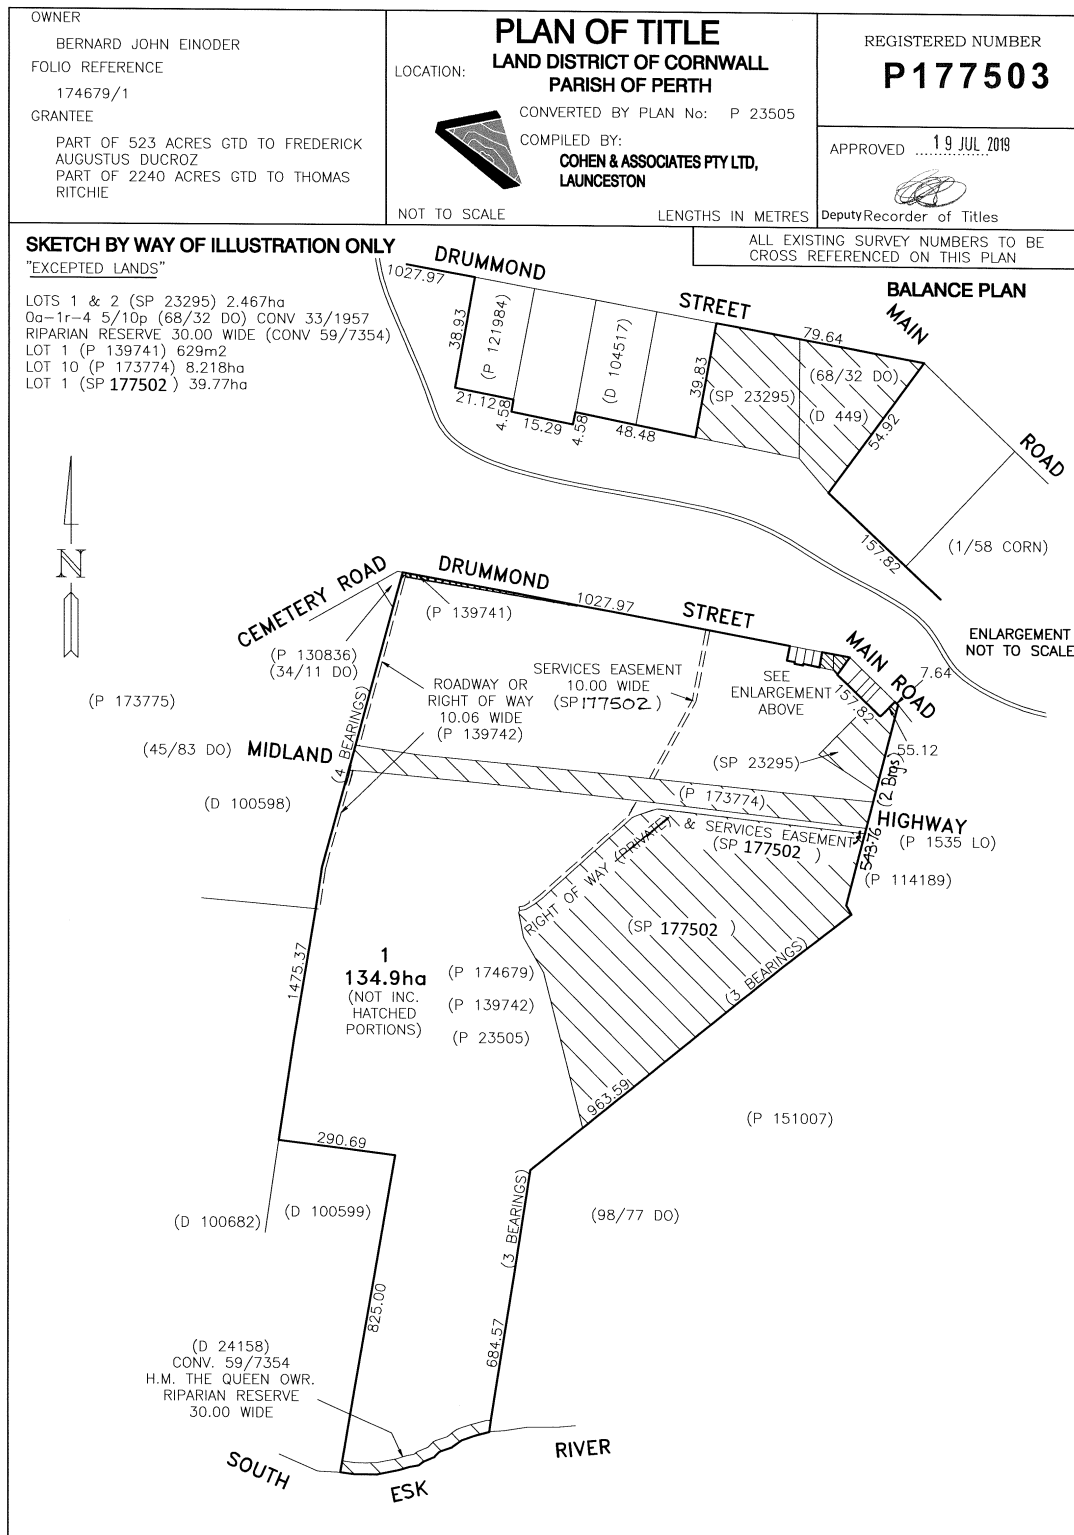 OWNER
BERNARD JOHN EINODER
FOLIO REFERENCE
174679/1
GRANTEE
PART OF 523 ACRES GTD TO FREDERICK
AUGUSTUS DUCROZ
PART OF 2240 ACRES GTD TO THOMAS
RITCHIE
PLAN OF TITLE
LOCATION:
LAND DISTRICT OF CORNWALL
PARISH OF PERTH
CONVERTED BY PLAN No: P 23505
COMPILED BY:
COHEN & ASSOCIATES PTY LTD,
LAUNCESTON
NOT TO SCALE
LENGTHS IN METRES
REGISTERED NUMBER
P177503
APPROVED 19 JUL 2019
Deputy Recorder of Titles
SKETCH BY WAY OF ILLUSTRATION ONLY
"EXCEPTED LANDS"
LOTS 1 & 2 (SP 23295) 2.467ha
0a-1r-4 5/10p (68/32 DO) CONV 33/1957
RIPARIAN RESERVE 30.00 WIDE (CONV 59/7354)
LOT 1 (P 139741) 629m2
LOT 10 (P 173774) 8.218ha
LOT 1 (SP 177502 ) 39.77ha
ALL EXISTING SURVEY NUMBERS TO BE
CROSS REFERENCED ON THIS PLAN
BALANCE PLAN
DRUMMOND
STREET
MAIN
ROAD
1027.97
38.93
(P 121984)
21.12
4.58
15.29
4.58
(D 104517)
48.48
39.83
79.64
(SP 23295)
(68/32 DO)
(D 449)
54.92
157.82
(1/58 CORN)
ENLARGEMENT
NOT TO SCALE
N
CEMETERY ROAD
DRUMMOND
1027.97
STREET
MAIN ROAD
7.64
(P 139741)
(P 130836)
(34/11 DO)
(P 173775)
ROADWAY OR
RIGHT OF WAY
10.06 WIDE
(P 139742)
SERVICES EASEMENT
10.00 WIDE
(SP177502 )
SEE
ENLARGEMENT
ABOVE
157.82
55.12
(4 BEARINGS)
(45/83 DO)
MIDLAND
(D 100598)
(SP 23295)
(2 Brgs)
(P 173774)
HIGHWAY
(P 1535 LO)
543.76
(P 114189)
RIGHT OF WAY (PRIVATE) & SERVICES EASEMENT
(SP 177502 )
(SP 177502 )
(3 BEARINGS)
1475.37
1
134.9ha
(NOT INC.
HATCHED
PORTIONS)
(P 174679)
(P 139742)
(P 23505)
963.59
(P 151007)
290.69
(D 100682)
(D 100599)
(98/77 DO)
(3 BEARINGS)
825.00
684.57
(D 24158)
CONV. 59/7354
H.M. THE QUEEN OWR.
RIPARIAN RESERVE
30.00 WIDE
SOUTH
ESK
RIVER